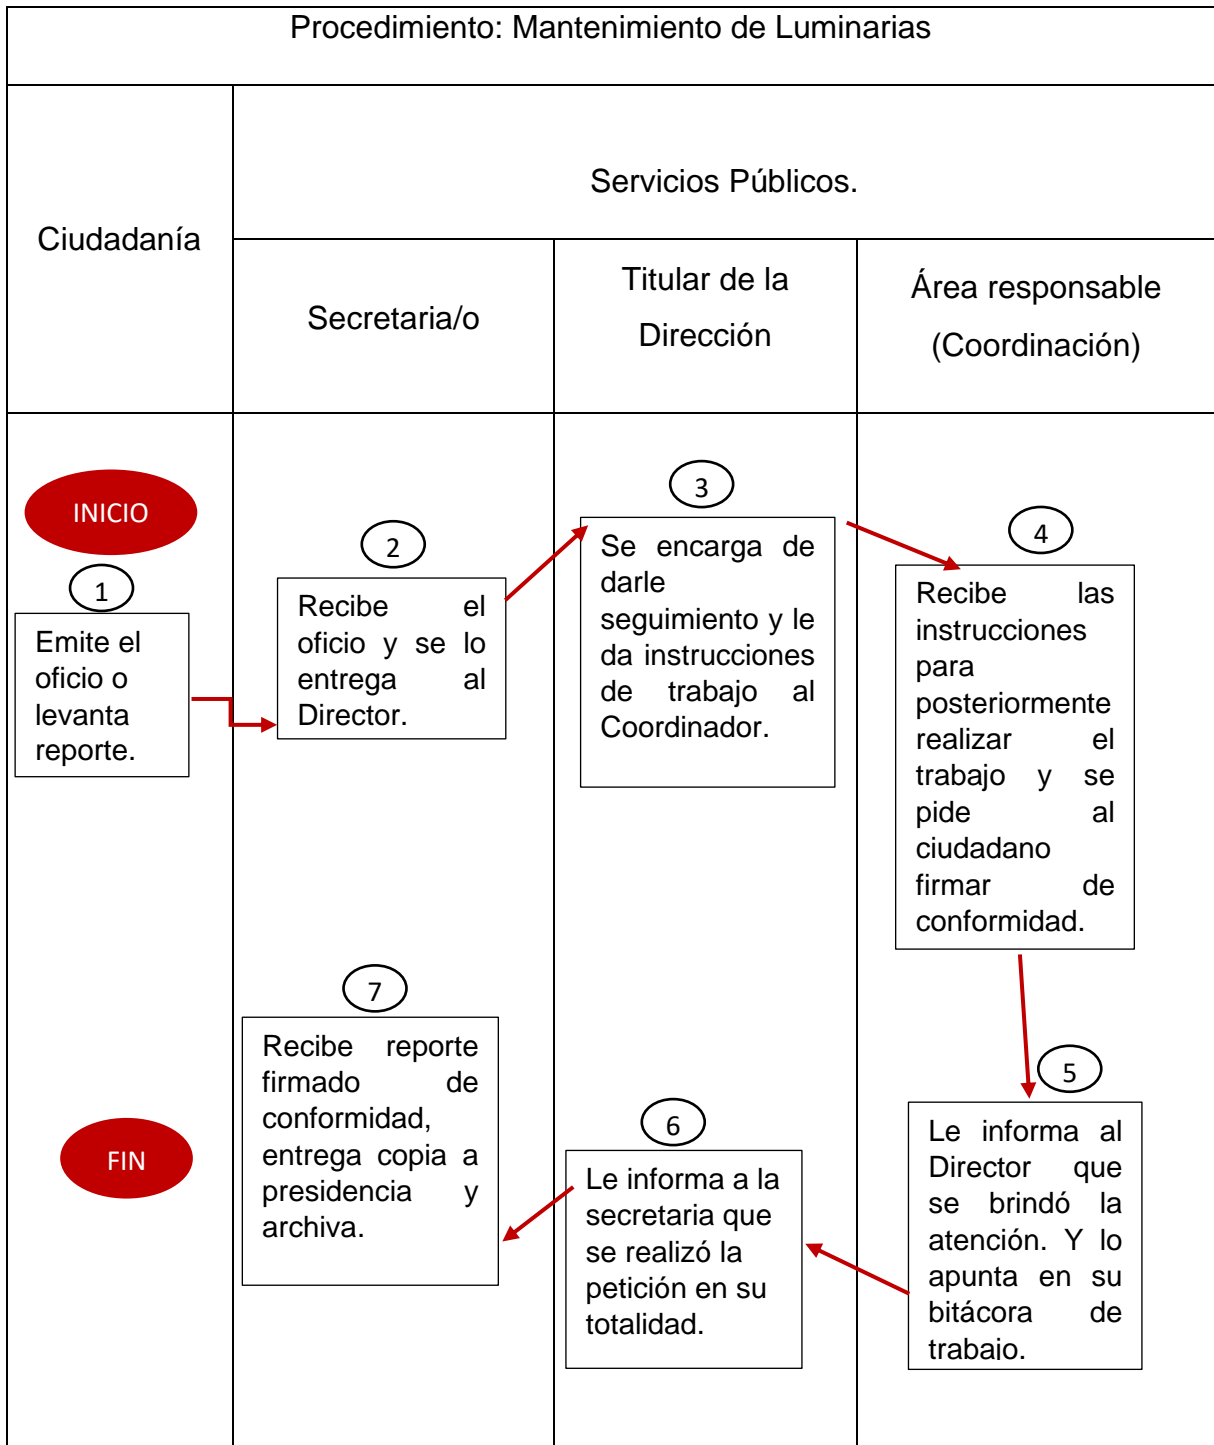 Procedimiento: Mantenimiento de Luminarias
Ciudadanía
Servicios Públicos.
Secretaria/o
Titular de la
Dirección
Área responsable
(Coordinación)
INICIO
1
Emite el
oficio o
levanta
reporte.
2
Recibe el
oficio y se lo
entrega al
Director.
3
Se encarga de
darle
seguimiento y le
da instrucciones
de trabajo al
Coordinador.
4
Recibe las
instrucciones
para
posteriormente
realizar el
trabajo y se
pide al
ciudadano
firmar de
conformidad.
5
Le informa al
Director que
se brindó la
atención. Y lo
apunta en su
bitácora de
trabajo.
6
Le informa a la
secretaria que
se realizó la
petición en su
totalidad.
7
Recibe reporte
firmado de
conformidad,
entrega copia a
presidencia y
archiva.
FIN